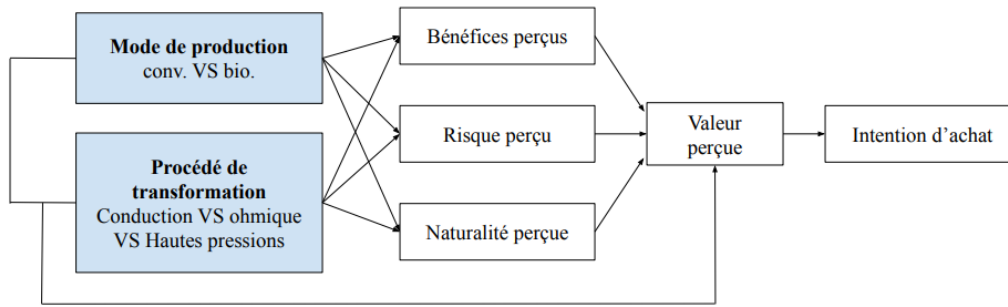 Mode de production
conv. VS bio.
Procédé de
transformation
Conduction VS ohmique
VS Hautes pressions
Bénéfices perçus
Risque perçu
Naturalité perçue
Valeur
perçue
Intention d'achat